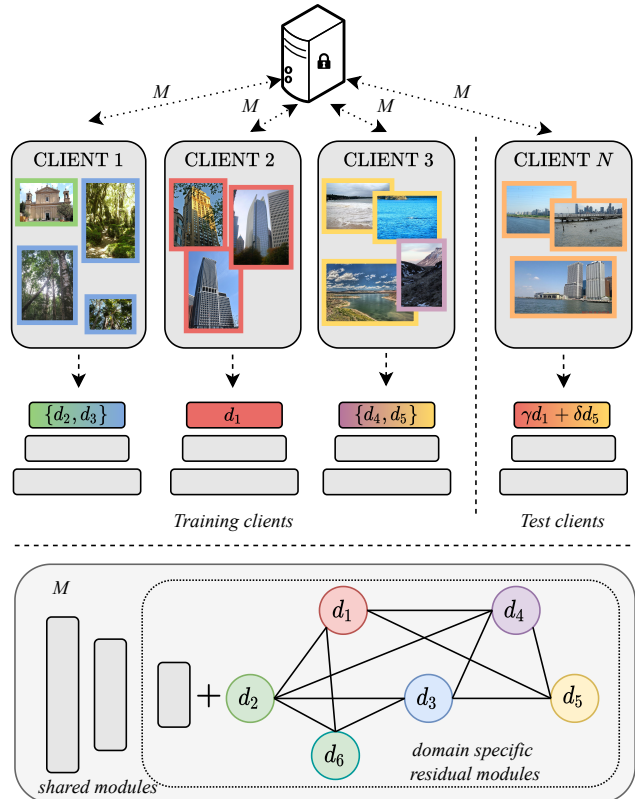 M
M
M
M
CLIENT 1
CLIENT 2
CLIENT 3
CLIENT N
{d₂, d₃}
d₁
{d₄, d₅}
γd₁ + δd₅
Training clients
Test clients
M
d₁
d₄
+
d₂
d₃
d₅
d₆
domain specific
residual modules
shared modules